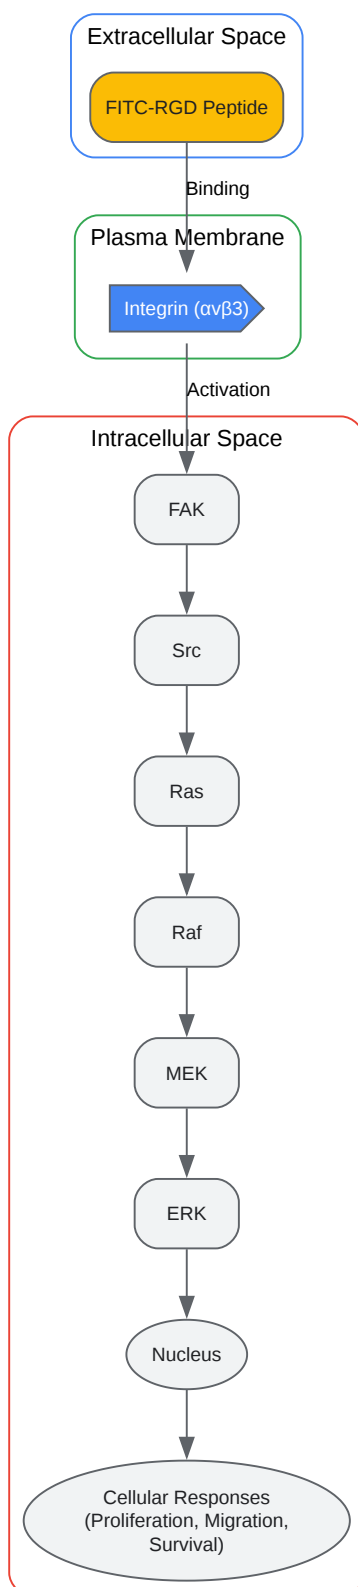 Extracellular Space
FITC-RGD Peptide
Binding
Plasma Membrane
Integrin (αvβ3)
Activation
Intracellular Space
FAK
Src
Ras
Raf
MEK
ERK
Nucleus
Cellular Responses
(Proliferation, Migration,
Survival)